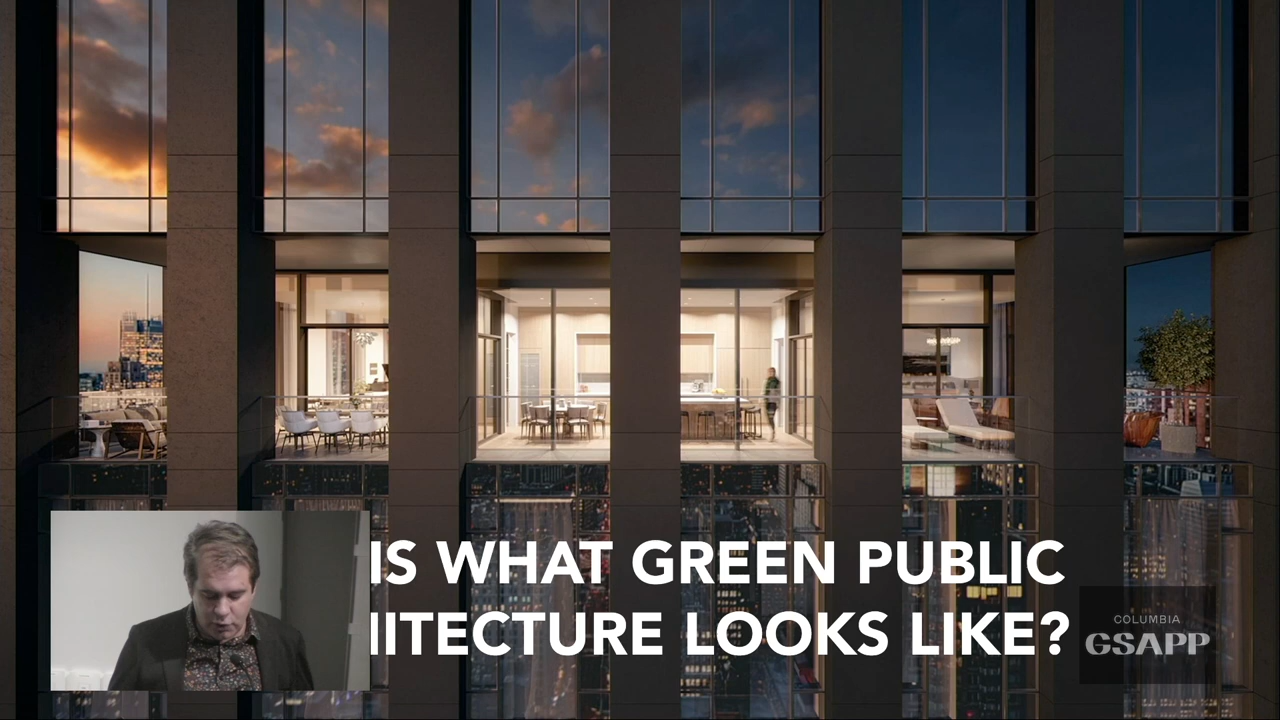 IS WHAT GREEN PUBLIC
IITECTURE LOOKS LIKE?
COLUMBIA
GSAPP